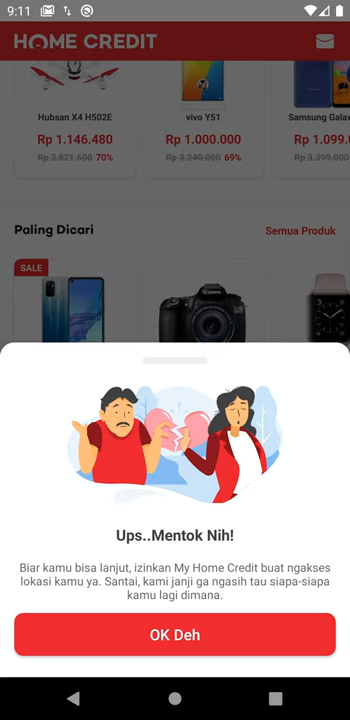 9:11
HOME CREDIT
Hubsan X4 H502E
vivo Y51
Samsung Galax
Rp 1.146.480
Rp 1.000.000
Rp 1.099.
Rp 3.821.600 70%
Rp 3.240.000 69%
Rp 3.399.000
Paling Dicari
Semua Produk
SALE
Canon
Ups..Mentok Nih!
Biar kamu bisa lanjut, izinkan My Home Credit buat ngakses
lokasi kamu ya. Santai, kami janji ga ngasih tau siapa-siapa
kamu lagi dimana.
OK Deh